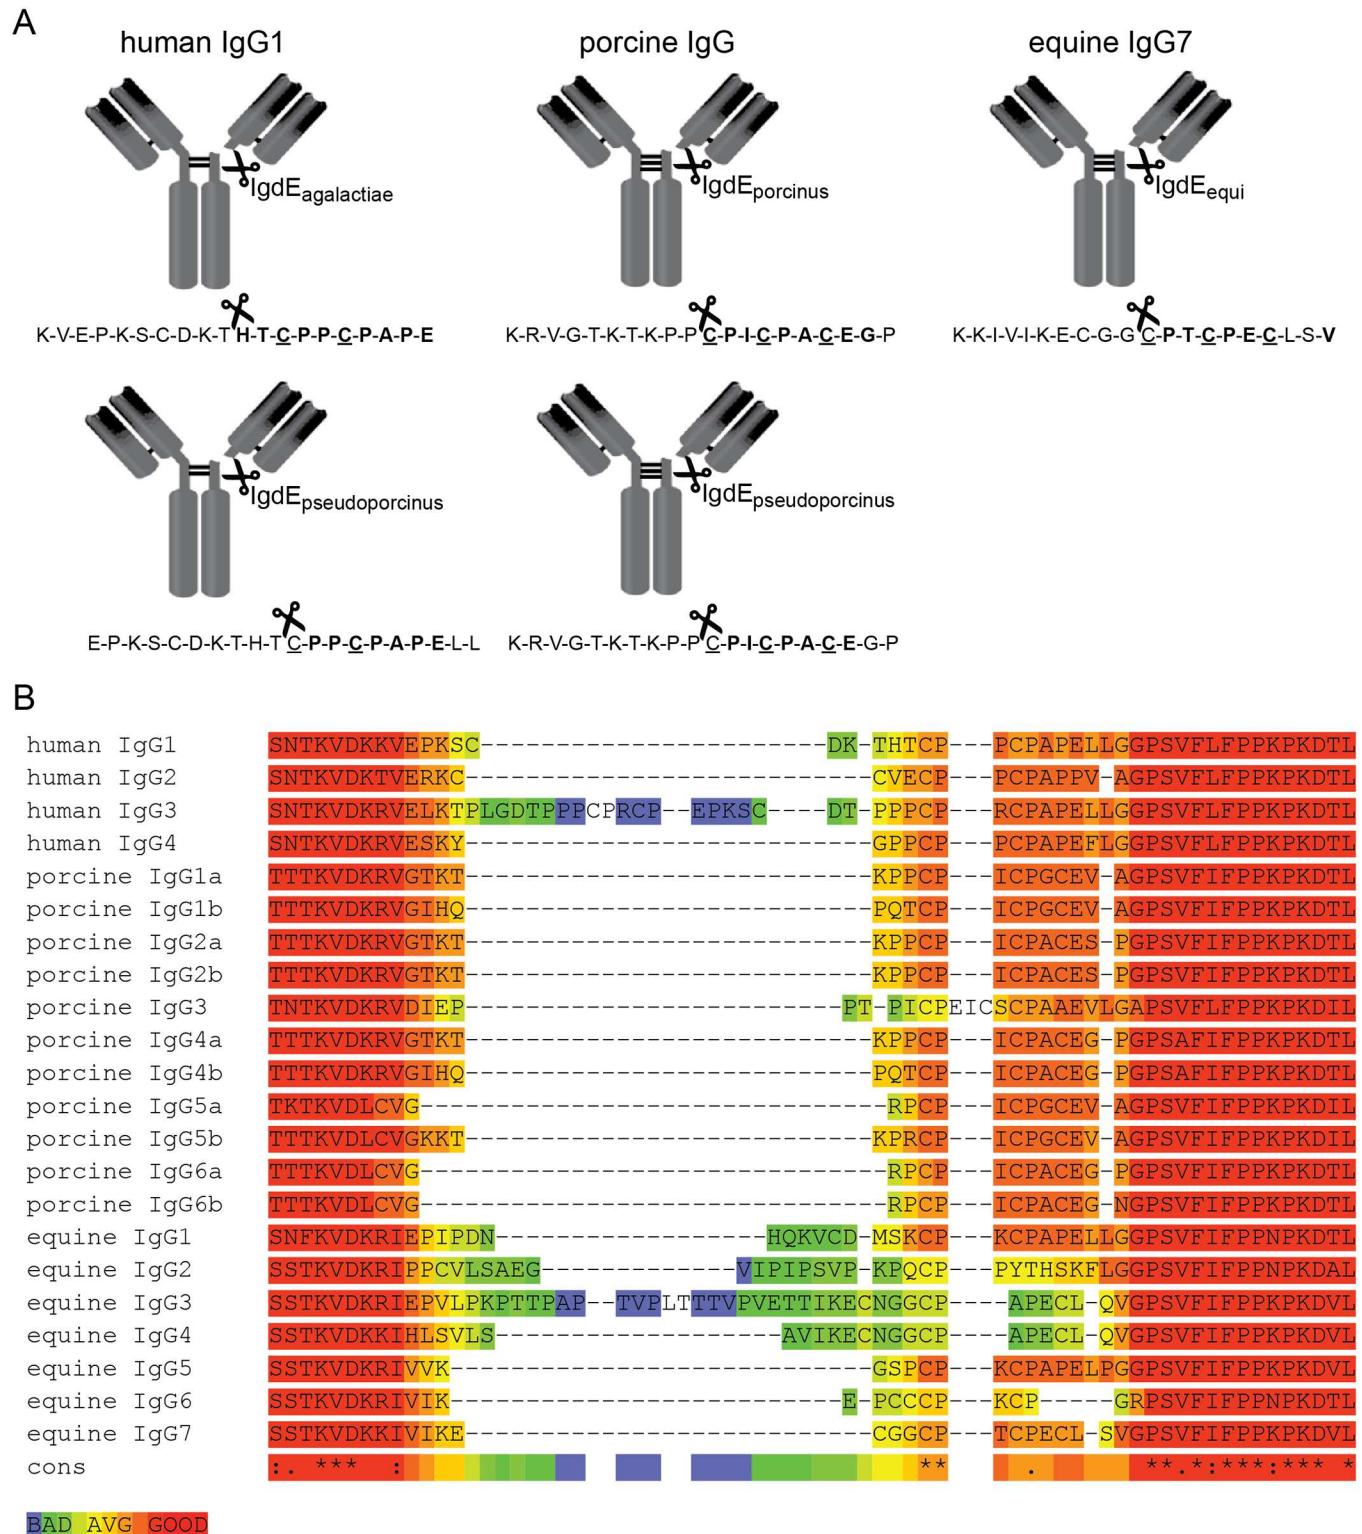 A
human IgG1 porcine IgG equine IgG7
IgdEagalactiae IgdEporcinus IgdEequi
K-V-E-P-K-S-C-D-K-T H-T-C-P-P-C-P-A-P-E K-R-V-G-T-K-T-K-P-P C-P-I-C-P-A-C-E-G-P K-K-I-V-I-K-E-C-G-G C-P-T-C-P-E-C-L-S-V
IgdEpseudoporcinus IgdEpseudoporcinus
E-P-K-S-C-D-K-T-H-T C-P-P-C-P-A-P-E-L-L K-R-V-G-T-K-T-K-P-P C-P-I-C-P-A-C-E-G-P
B
human IgG1 SNTKVDKKVEPKSC-----------------------DK-THTCP---PCPAPELLGGPSVFLFPPKPKDTL
human IgG2 SNTKVDKTVERKC---------------------------CVECP---PCPAPPV-AGPSVFLFPPKPKDTL
human IgG3 SNTKVDKRVELKTPLGDTPPPCPRCP--EPKSC----DT-PPPCP---RCPAPELLGGPSVFLFPPKPKDTL
human IgG4 SNTKVDKRVESKY---------------------------GPPCP---PCPAPEFLGGPSVFLFPPKPKDTL
porcine IgG1a TTTKVDKRVGTKT---------------------------KPPCP---ICPGCEV-AGPSVFIFPPKPKDTL
porcine IgG1b TTTKVDKRVGIHQ---------------------------PQTCP---ICPGCEV-AGPSVFIFPPKPKDTL
porcine IgG2a TTTKVDKRVGTKT---------------------------KPPCP---ICPACES-PGPSVFIFPPKPKDTL
porcine IgG2b TTTKVDKRVGTKT---------------------------KPPCP---ICPACES-PGPSVFIFPPKPKDTL
porcine IgG3 TNTKVDKRVDIEP-------------------------PT-PICPEICSCPAAEVLGAPSVFLFPPKPKDIL
porcine IgG4a TTTKVDKRVGTKT---------------------------KPPCP---ICPACEG-PGPSAFIFPPKPKDTL
porcine IgG4b TTTKVDKRVGIHQ---------------------------PQTCP---ICPACEG-PGPSAFIFPPKPKDTL
porcine IgG5a TKTKVDLCVG-------------------------------RPCP---ICPGCEV-AGPSVFIFPPKPKDIL
porcine IgG5b TTTKVDLCVGKKT---------------------------KPRCP---ICPGCEV-AGPSVFIFPPKPKDIL
porcine IgG6a TTTKVDLCVG-------------------------------RPCP---ICPACEG-PGPSVFIFPPKPKDTL
porcine IgG6b TTTKVDLCVG-------------------------------RPCP---ICPACEG-NGPSVFIFPPKPKDTL
equine IgG1 SNFKVDKRIEPIPDN------------------HQKVCD-MSKCP---KCPAPELLGGPSVFIFPPNPKDTL
equine IgG2 SSTKVDKRIPPCVLSAEG-------------VIPIPSVP-KPQCP---PYTHSKFLGGPSVFIFPPNPKDAL
equine IgG3 SSTKVDKRIEPVLPKPTTPAP--TVPLTTTVPVETTIKECNGGCP----APECL-QVGPSVFIFPPKPKDVL
equine IgG4 SSTKVDKKIHLSVLS-------------------AVIKECNGGCP----APECL-QVGPSVFIFPPKPKDVL
equine IgG5 SSTKVDKRIVVK----------------------------GSPCP---KCPAPELPGGPSVFIFPPKPKDVL
equine IgG6 SSTKVDKRIVIK--------------------------E-PCCCP---KCP-----GRPSVFIFPPNPKDTL
equine IgG7 SSTKVDKKIVIKE---------------------------CGGCP---TCPECL-SVGPSVFIFPPKPKDVL
cons :. *** : ** . **.*:***:*** *
BAD AVG GOOD